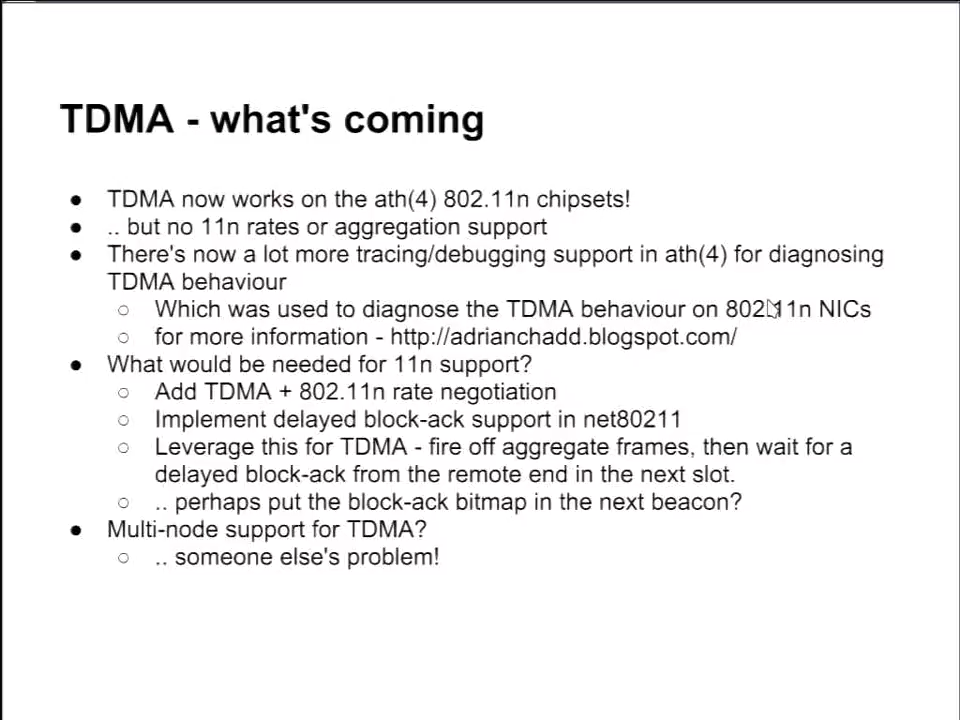 TDMA - what's coming
● TDMA now works on the ath(4) 802.11n chipsets!
● .. but no 11n rates or aggregation support
● There's now a lot more tracing/debugging support in ath(4) for diagnosing
TDMA behaviour
○ Which was used to diagnose the TDMA behaviour on 802.11n NICs
○ for more information - http://adrianchadd.blogspot.com/
● What would be needed for 11n support?
○ Add TDMA + 802.11n rate negotiation
○ Implement delayed block-ack support in net80211
○ Leverage this for TDMA - fire off aggregate frames, then wait for a
delayed block-ack from the remote end in the next slot.
○ .. perhaps put the block-ack bitmap in the next beacon?
● Multi-node support for TDMA?
○ .. someone else's problem!